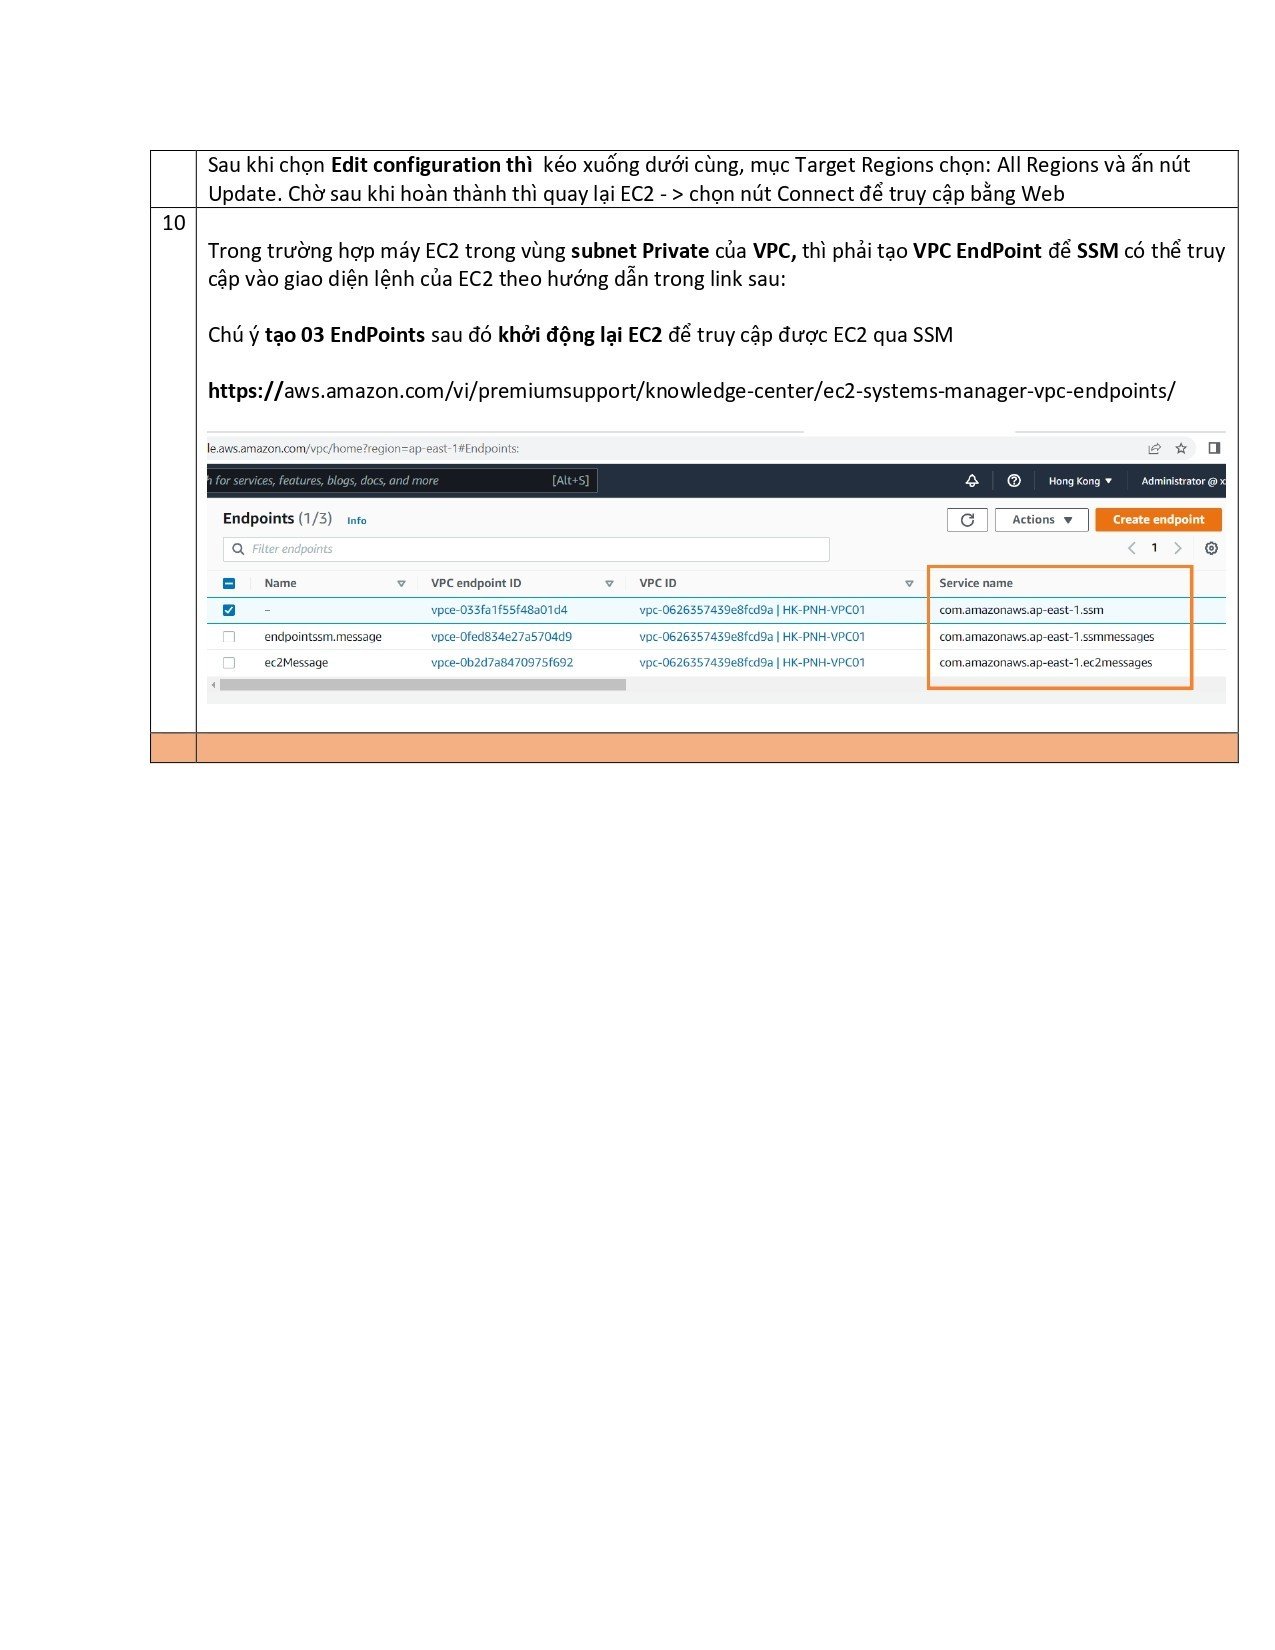 Sau khi chọn Edit configuration thì kéo xuống dưới cùng, mục Target Regions chọn: All Regions và ấn nút
Update. Chờ sau khi hoàn thành thì quay lại EC2 - > chọn nút Connect để truy cập bằng Web
10
Trong trường hợp máy EC2 trong vùng subnet Private của VPC, thì phải tạo VPC EndPoint để SSM có thể truy
cập vào giao diện lệnh của EC2 theo hướng dẫn trong link sau:
Chú ý tạo 03 EndPoints sau đó khởi động lại EC2 để truy cập được EC2 qua SSM
https://aws.amazon.com/vi/premiumsupport/knowledge-center/ec2-systems-manager-vpc-endpoints/
le.aws.amazon.com/vpc/home?region=ap-east-1#Endpoints:
h for services, features, blogs, docs, and more [Alt+S] Hong Kong Administrator @ x
Endpoints (1/3) Info Actions Create endpoint
Filter endpoints 1
Name VPC endpoint ID VPC ID Service name
– vpce-033fa1f55f48a01d4 vpc-0626357439e8fcd9a | HK-PNH-VPC01 com.amazonaws.ap-east-1.ssm
endpointssm.message vpce-0fed834e27a5704d9 vpc-0626357439e8fcd9a | HK-PNH-VPC01 com.amazonaws.ap-east-1.ssmmessages
ec2Message vpce-0b2d7a8470975f692 vpc-0626357439e8fcd9a | HK-PNH-VPC01 com.amazonaws.ap-east-1.ec2messages